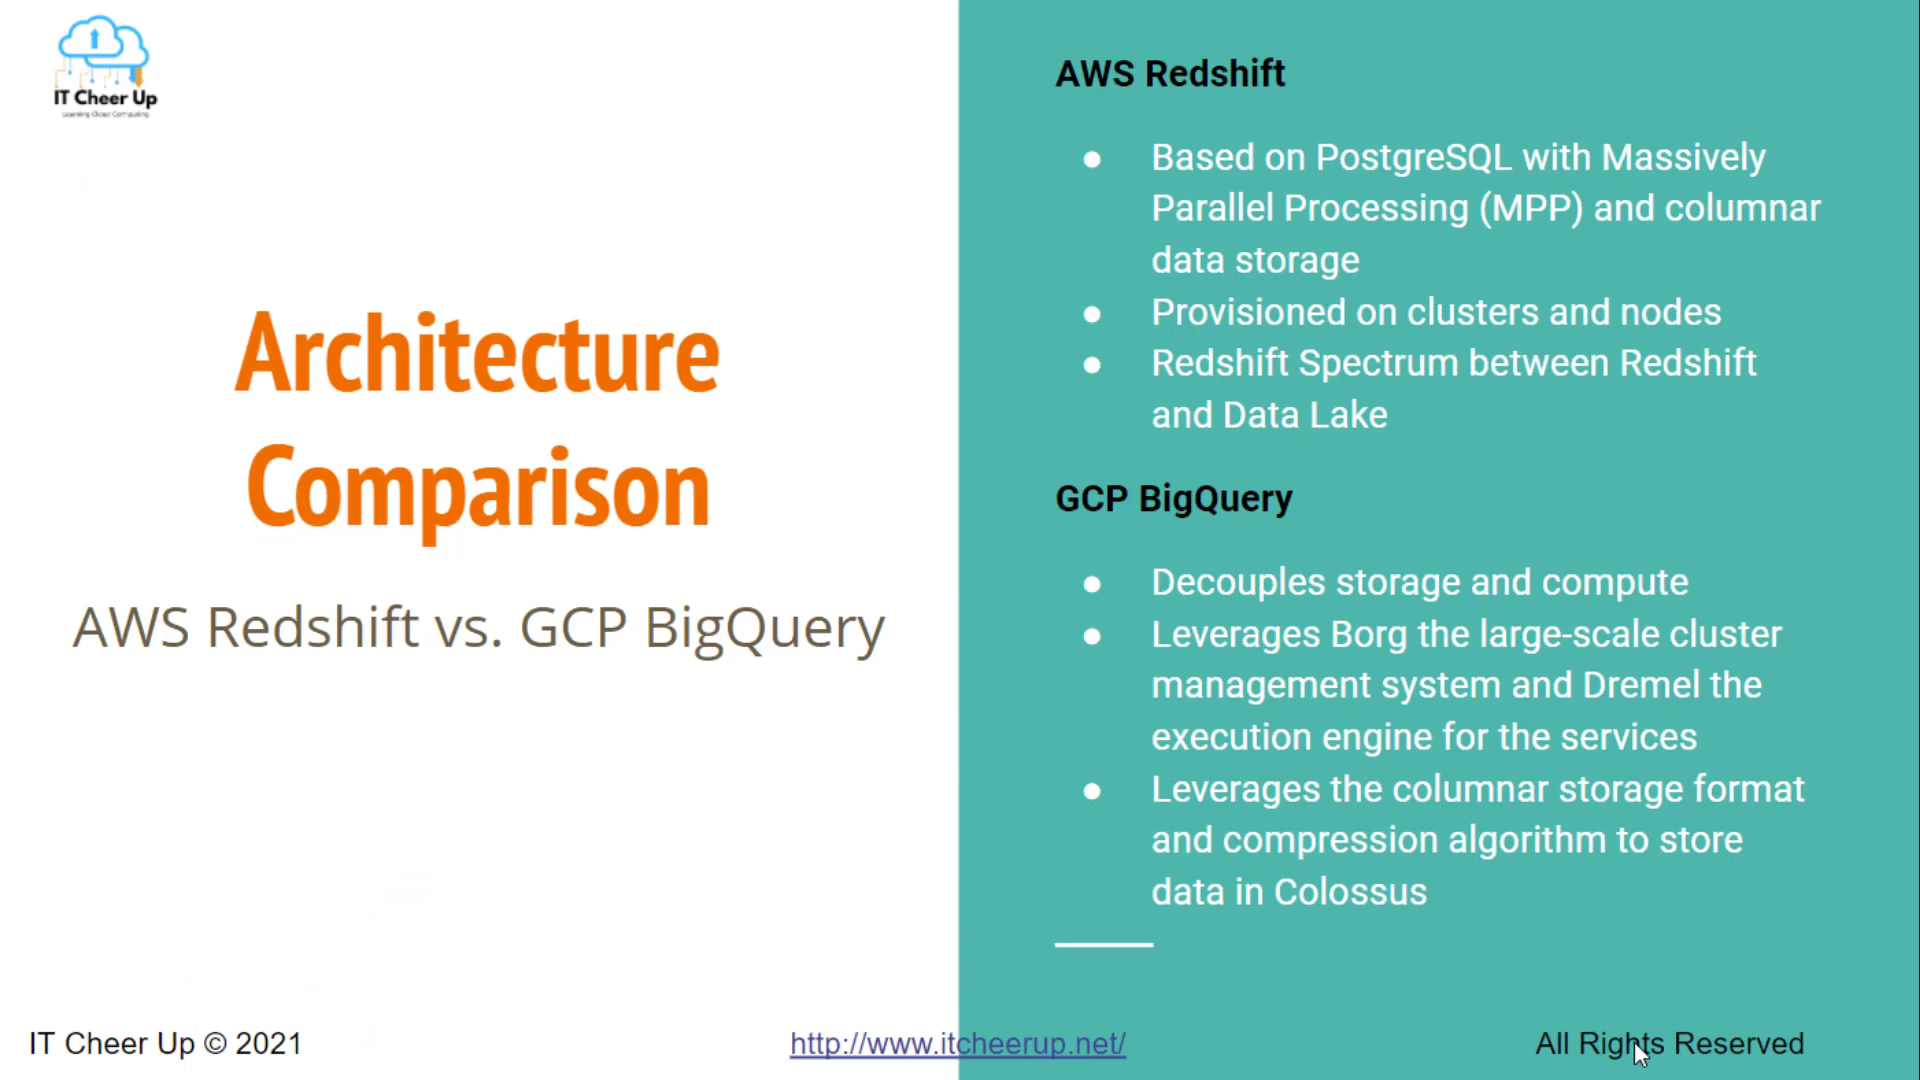 IT Cheer Up
Learning Cloud Computing
Architecture
Comparison
AWS Redshift vs. GCP BigQuery
AWS Redshift
● Based on PostgreSQL with Massively
Parallel Processing (MPP) and columnar
data storage
● Provisioned on clusters and nodes
● Redshift Spectrum between Redshift
and Data Lake
GCP BigQuery
● Decouples storage and compute
● Leverages Borg the large-scale cluster
management system and Dremel the
execution engine for the services
● Leverages the columnar storage format
and compression algorithm to store
data in Colossus
IT Cheer Up © 2021
http://www.itcheerup.net/
All Rights Reserved